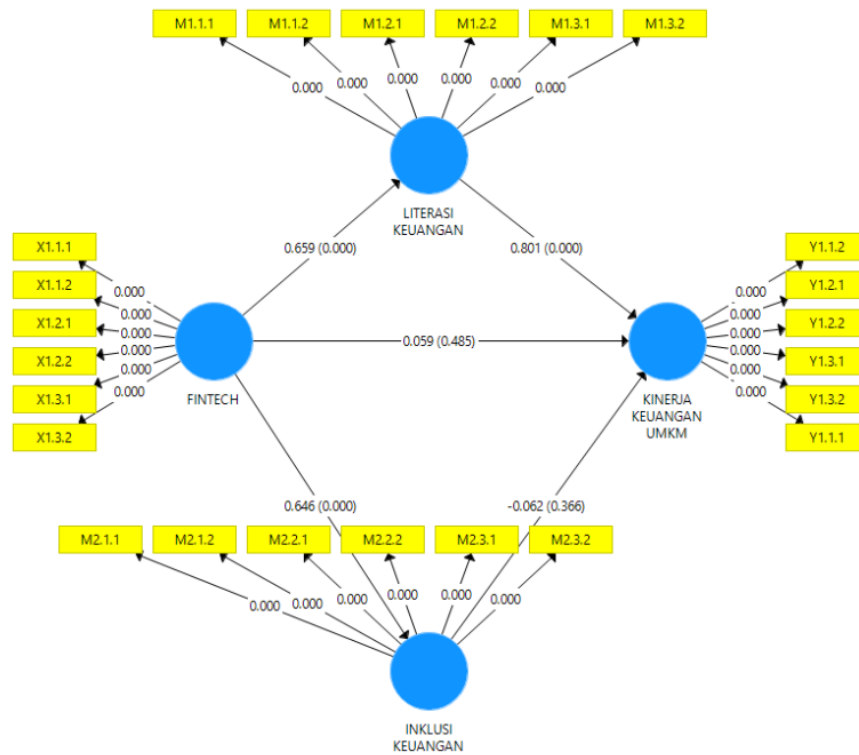 M1.1.1 M1.1.2 M1.2.1 M1.2.2 M1.3.1 M1.3.2
0.000 0.000 0.000 0.000 0.000 0.000
LITERASI
KEUANGAN
0.659 (0.000) 0.801 (0.000)
X1.1.1
X1.1.2
X1.2.1
X1.2.2
X1.3.1
X1.3.2
0.000
0.000
0.000
0.000
0.000
0.000
FINTECH
0.059 (0.485)
Y1.1.2
Y1.2.1
Y1.2.2
Y1.3.1
Y1.3.2
Y1.1.1
0.000
0.000
0.000
0.000
0.000
0.000
KINERJA
KEUANGAN
UMKM
0.646 (0.000) -0.062 (0.366)
M2.1.1 M2.1.2 M2.2.1 M2.2.2 M2.3.1 M2.3.2
0.000 0.000 0.000 0.000 0.000 0.000
INKLUSI
KEUANGAN